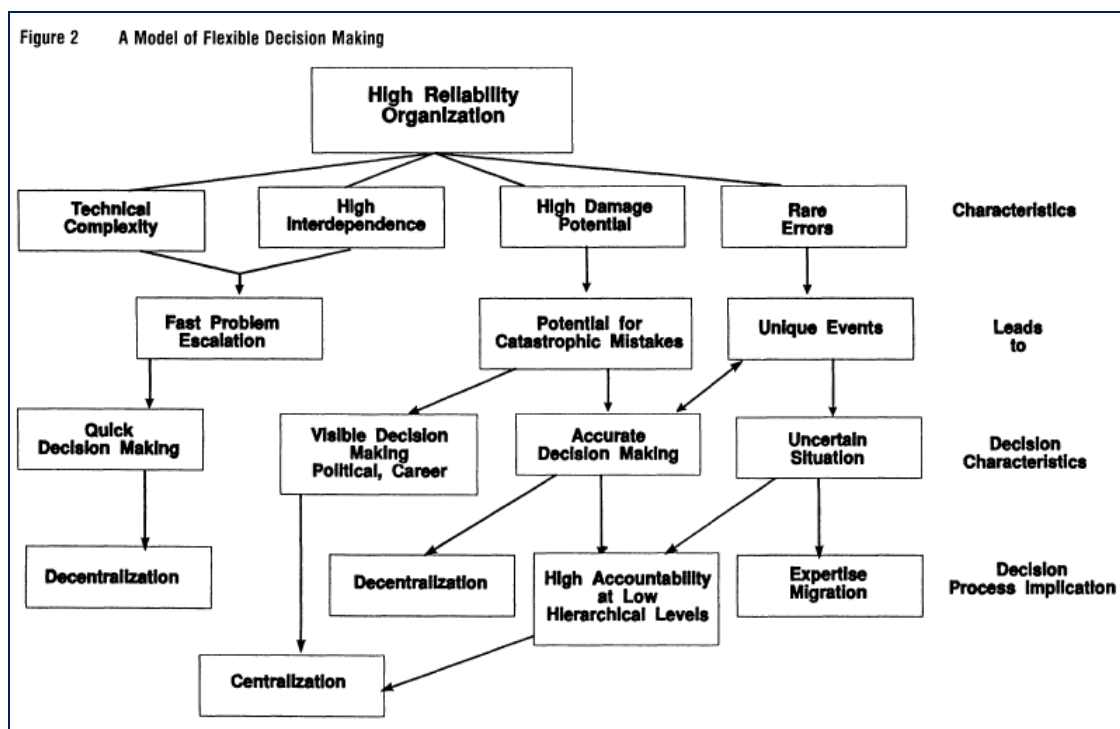 Figure 2 A Model of Flexible Decision Making
High Reliability
Organization
Technical
Complexity
High
Interdependence
High Damage
Potential
Rare
Errors
Characteristics
Fast Problem
Escalation
Potential for
Catastrophic Mistakes
Unique Events
Leads
to
Quick
Decision Making
Visible Decision
Making
Political, Career
Accurate
Decision Making
Uncertain
Situation
Decision
Characteristics
Decentralization
Decentralization
High Accountability
at Low
Hierarchical Levels
Expertise
Migration
Decision
Process Implication
Centralization